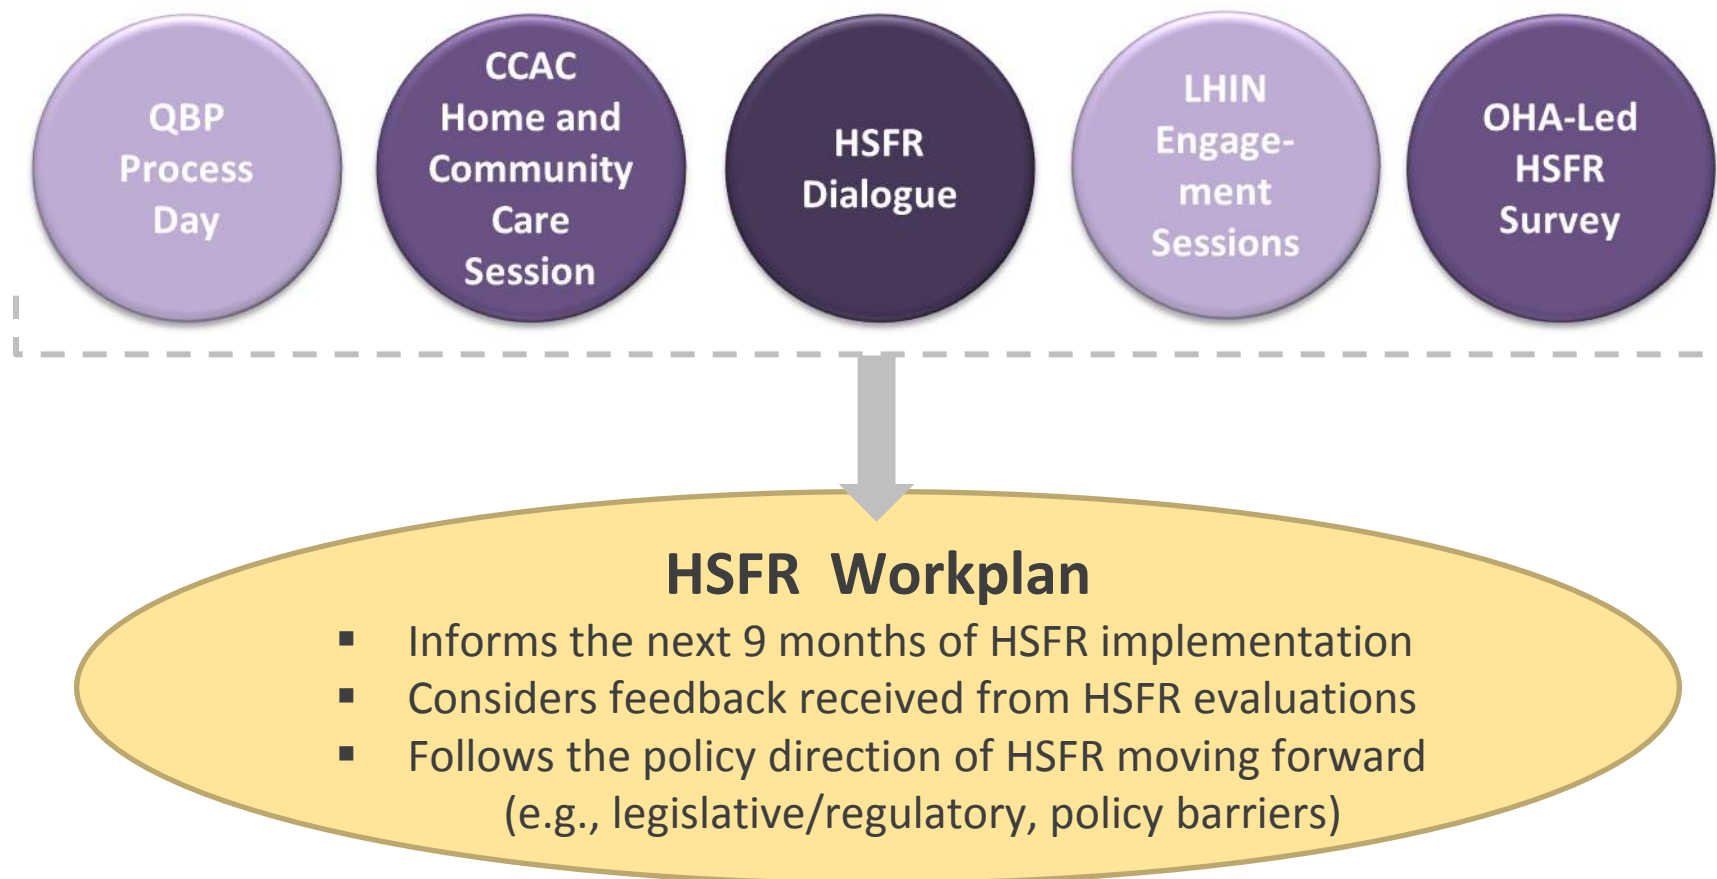 QBP
Process
Day
CCAC
Home and
Community
Care
Session
HSFR
Dialogue
LHIN
Engage-
ment
Sessions
OHA-Led
HSFR
Survey
HSFR Workplan
▪ Informs the next 9 months of HSFR implementation
▪ Considers feedback received from HSFR evaluations
▪ Follows the policy direction of HSFR moving forward
(e.g., legislative/regulatory, policy barriers)